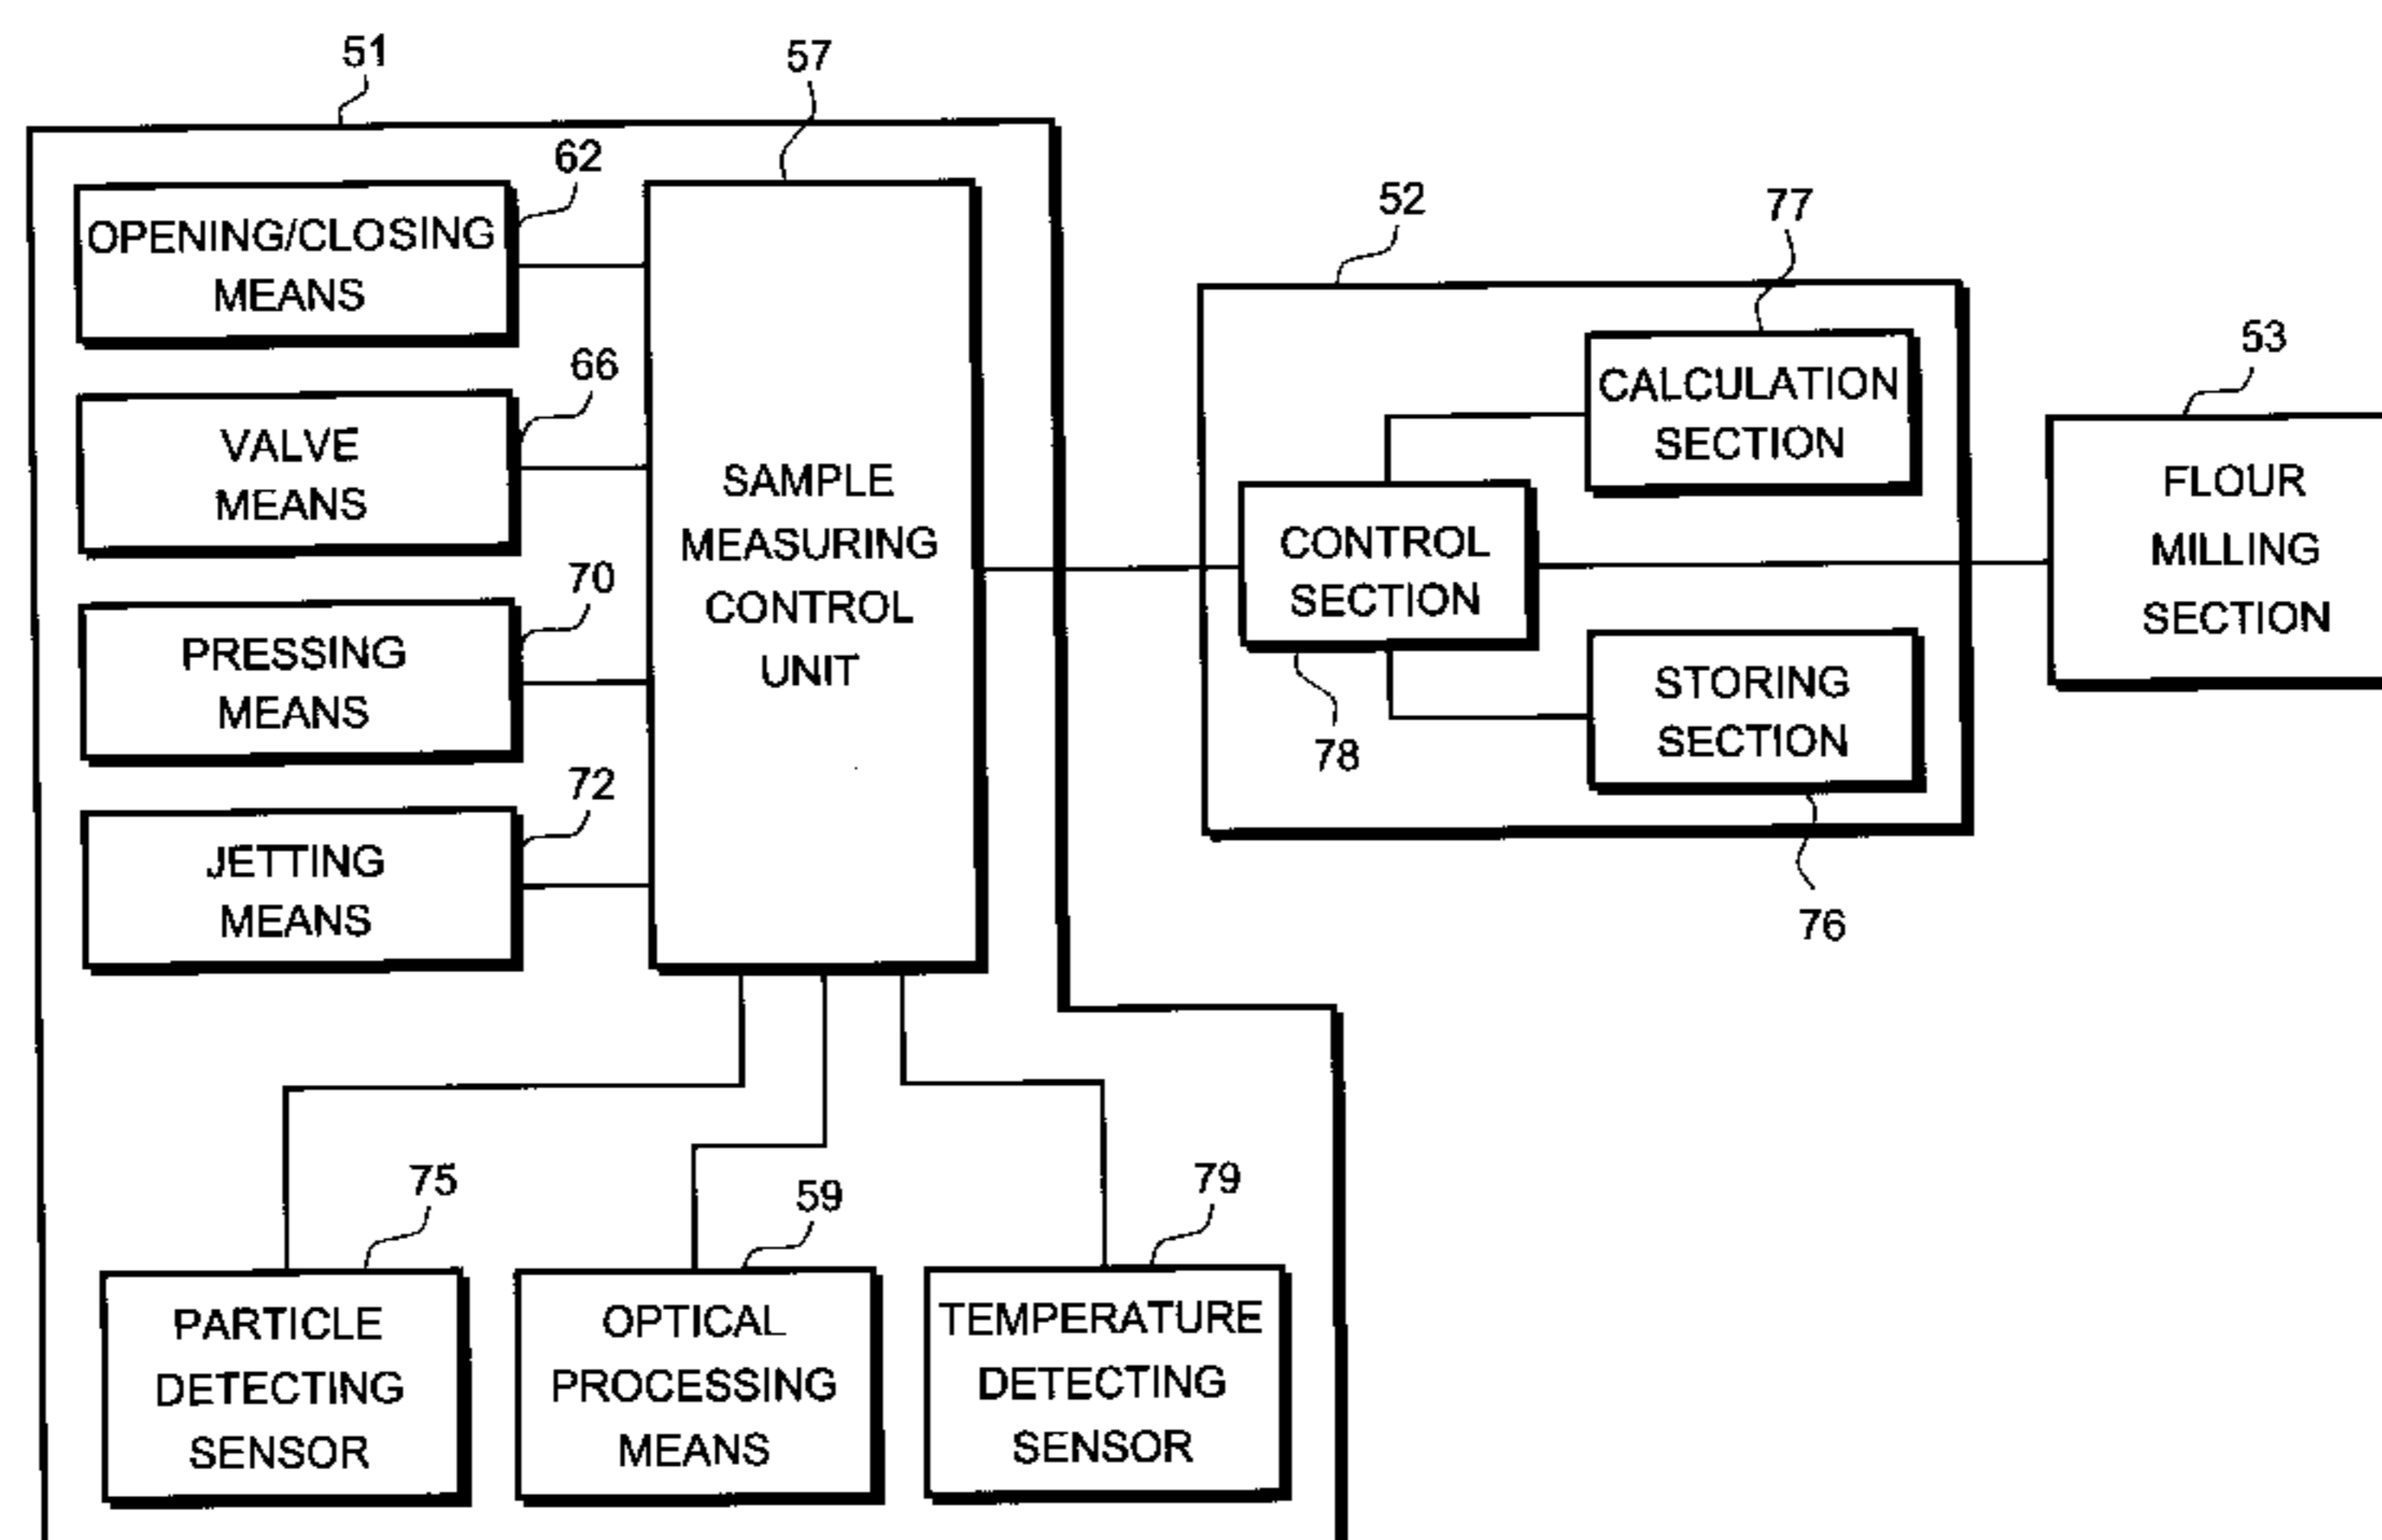 51
57
62
OPENING/CLOSING
MEANS
66
VALVE
MEANS
70
PRESSING
MEANS
72
JETTING
MEANS
SAMPLE
MEASURING
CONTROL
UNIT
52
77
CALCULATION
SECTION
CONTROL
SECTION
78
STORING
SECTION
76
53
FLOUR
MILLING
SECTION
75
PARTICLE
DETECTING
SENSOR
59
OPTICAL
PROCESSING
MEANS
79
TEMPERATURE
DETECTING
SENSOR